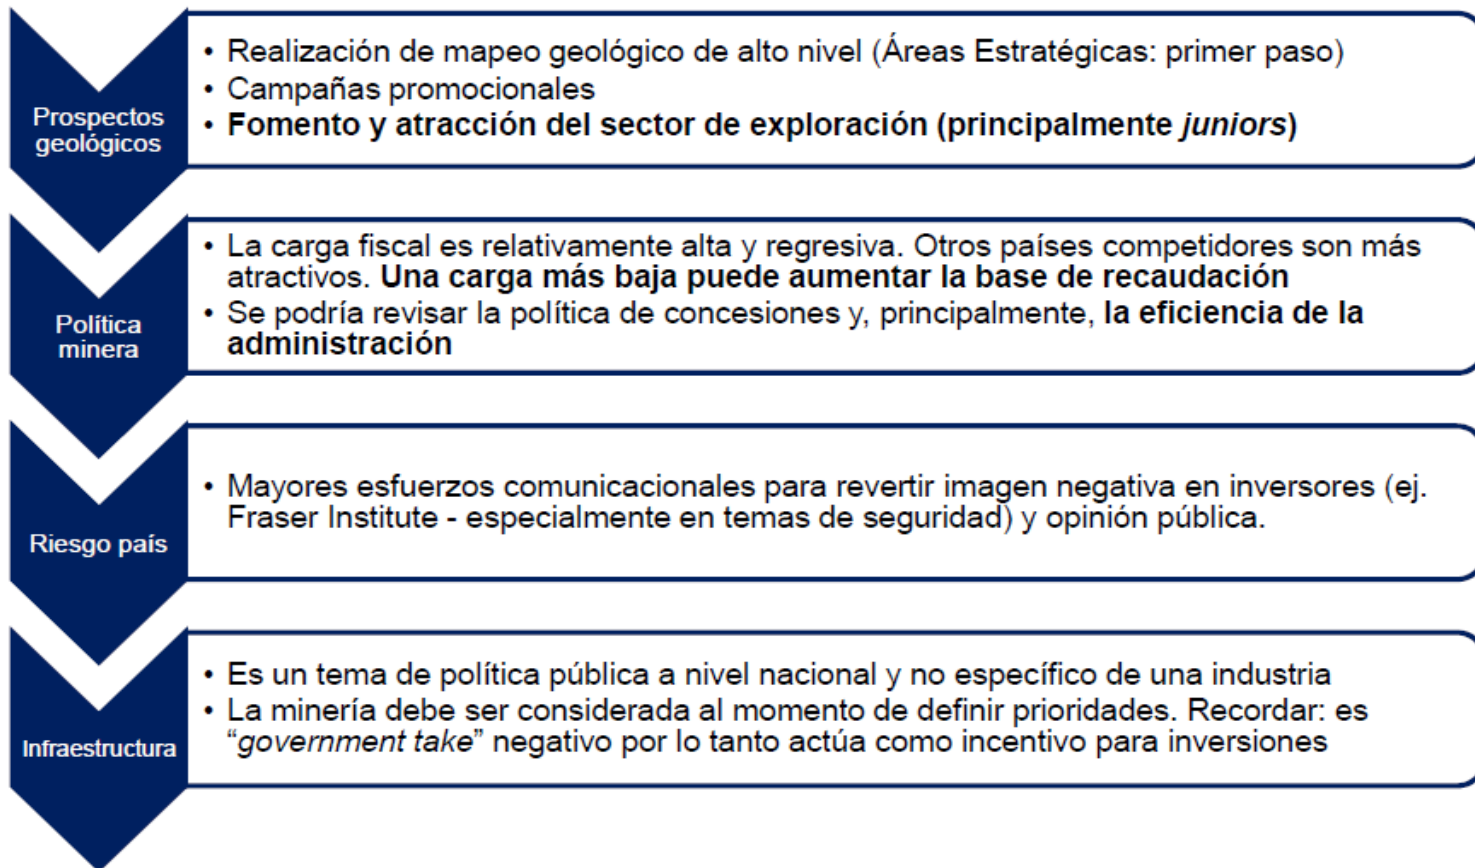 Prospectos
geológicos
• Realización de mapeo geológico de alto nivel (Áreas Estratégicas: primer paso)
• Campañas promocionales
• Fomento y atracción del sector de exploración (principalmente juniors)
Política
minera
• La carga fiscal es relativamente alta y regresiva. Otros países competidores son más
atractivos. Una carga más baja puede aumentar la base de recaudación
• Se podría revisar la política de concesiones y, principalmente, la eficiencia de la
administración
Riesgo país
• Mayores esfuerzos comunicacionales para revertir imagen negativa en inversores (ej.
Fraser Institute - especialmente en temas de seguridad) y opinión pública.
Infraestructura
• Es un tema de política pública a nivel nacional y no específico de una industria
• La minería debe ser considerada al momento de definir prioridades. Recordar: es
“government take” negativo por lo tanto actúa como incentivo para inversiones